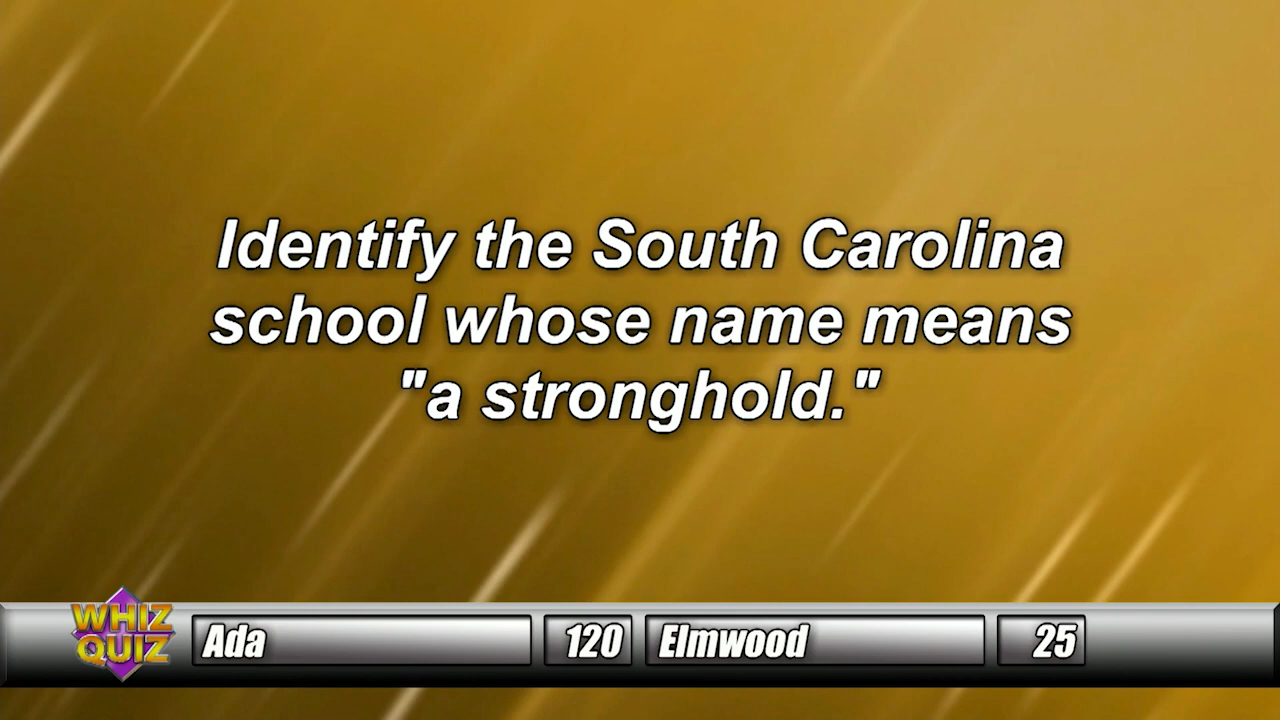 Identify the South Carolina
school whose name means
"a stronghold."
WHIZ
QUIZ
Ada 120 Elmwood 25